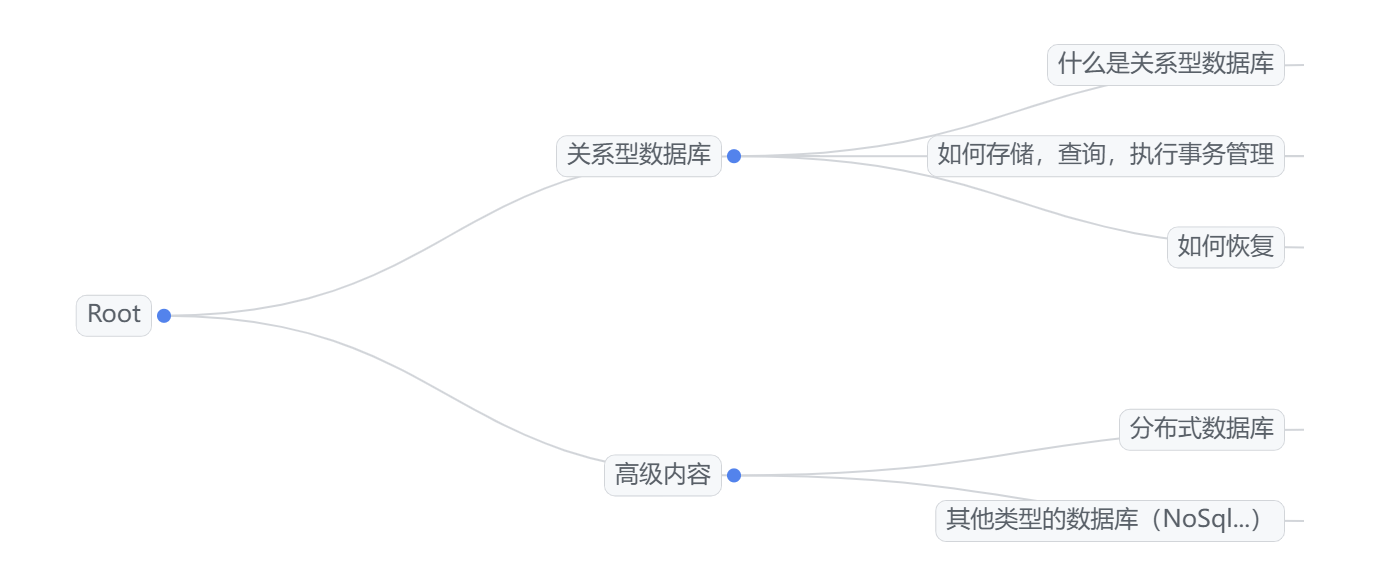 Root
关系型数据库
什么是关系型数据库
如何存储，查询，执行事务管理
如何恢复
高级内容
分布式数据库
其他类型的数据库（NoSql...）